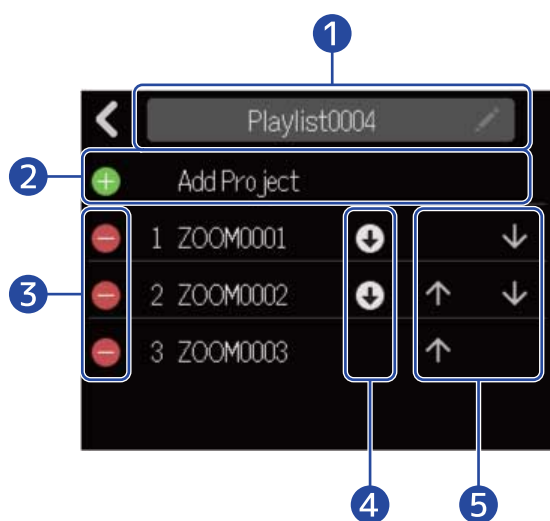 1
Playlist0004
2
Add Project
3
1 ZOOM0001
2 ZOOM0002
3 ZOOM0003
4
5